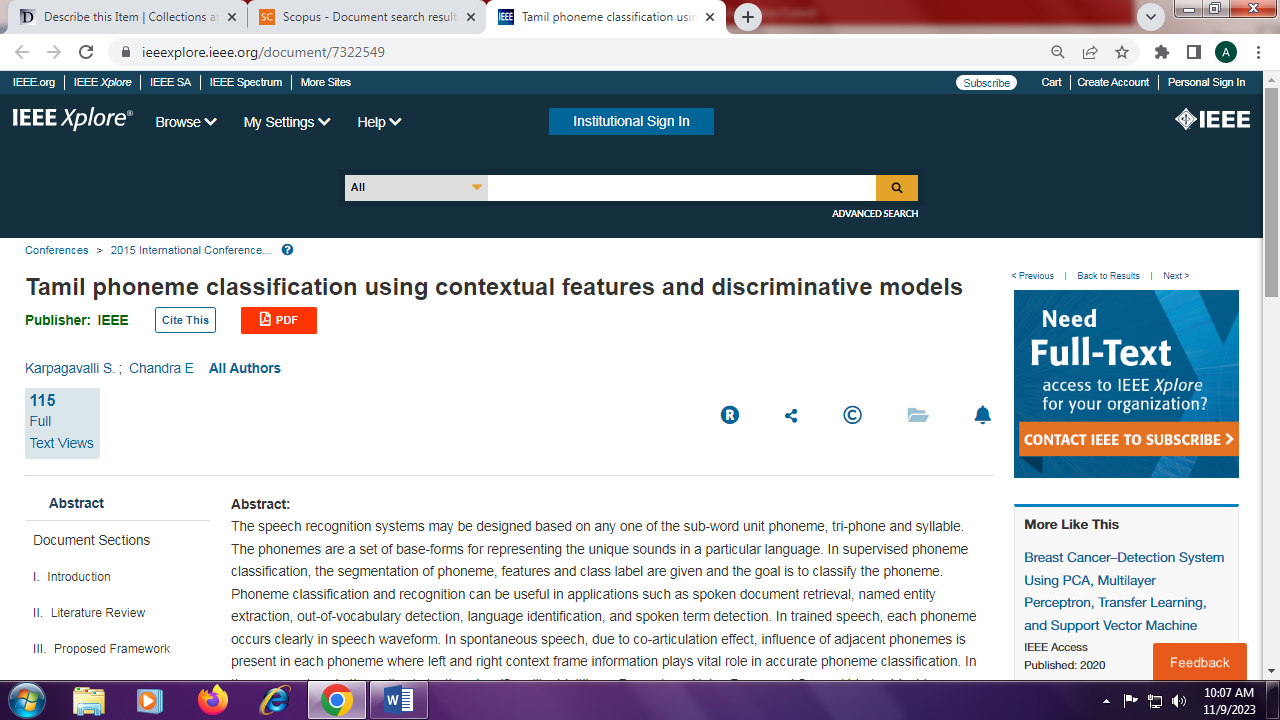 Describe this Item | Collections at
Scopus - Document search result
Tamil phoneme classification usin
ieeexplore.ieee.org/document/7322549
A
IEEE.org IEEE Xplore IEEE SA IEEE Spectrum More Sites
Subscribe Cart Create Account Personal Sign In
IEEE Xplore® Browse My Settings Help Institutional Sign In IEEE
All
ADVANCED SEARCH
Conferences > 2015 International Conference... ?
Tamil phoneme classification using contextual features and discriminative models
Publisher: IEEE Cite This PDF
Karpagavalli S. ; Chandra E All Authors
115
Full
Text Views
R ©
< Previous | Back to Results | Next >
Need
Full-Text
access to IEEE Xplore
for your organization?
CONTACT IEEE TO SUBSCRIBE >
Abstract
Document Sections
I. Introduction
II. Literature Review
III. Proposed Framework
Abstract:
The speech recognition systems may be designed based on any one of the sub-word unit phoneme, tri-phone and syllable.
The phonemes are a set of base-forms for representing the unique sounds in a particular language. In supervised phoneme
classification, the segmentation of phoneme, features and class label are given and the goal is to classify the phoneme.
Phoneme classification and recognition can be useful in applications such as spoken document retrieval, named entity
extraction, out-of-vocabulary detection, language identification, and spoken term detection. In trained speech, each phoneme
occurs clearly in speech waveform. In spontaneous speech, due to co-articulation effect, influence of adjacent phonemes is
present in each phoneme where left and right context frame information plays vital role in accurate phoneme classification. In
More Like This
Breast Cancer–Detection System
Using PCA, Multilayer
Perceptron, Transfer Learning,
and Support Vector Machine
IEEE Access
Published: 2020
Feedback
10:07 AM
11/9/2023